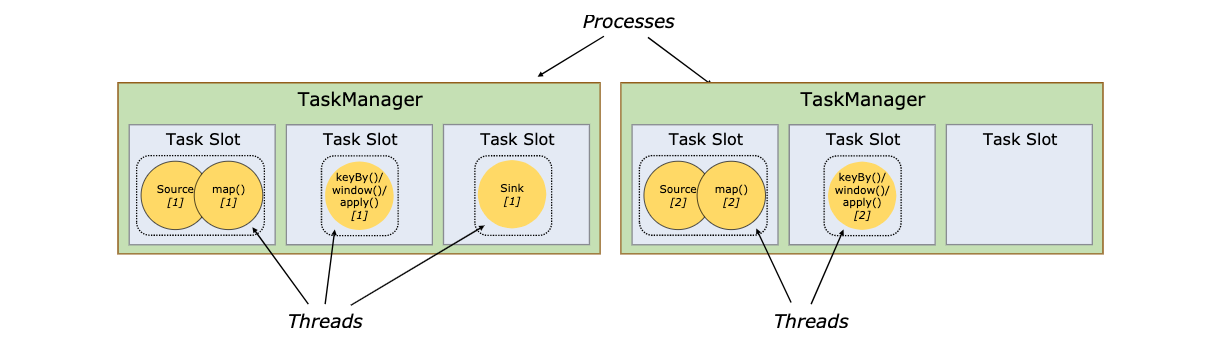 Processes
TaskManager
Task Slot
Source
[1]
map()
[1]
Task Slot
keyBy()/
window()/
apply()
[1]
Task Slot
Sink
[1]
TaskManager
Task Slot
Source
[2]
map()
[2]
Task Slot
keyBy()/
window()/
apply()
[2]
Task Slot
Threads
Threads